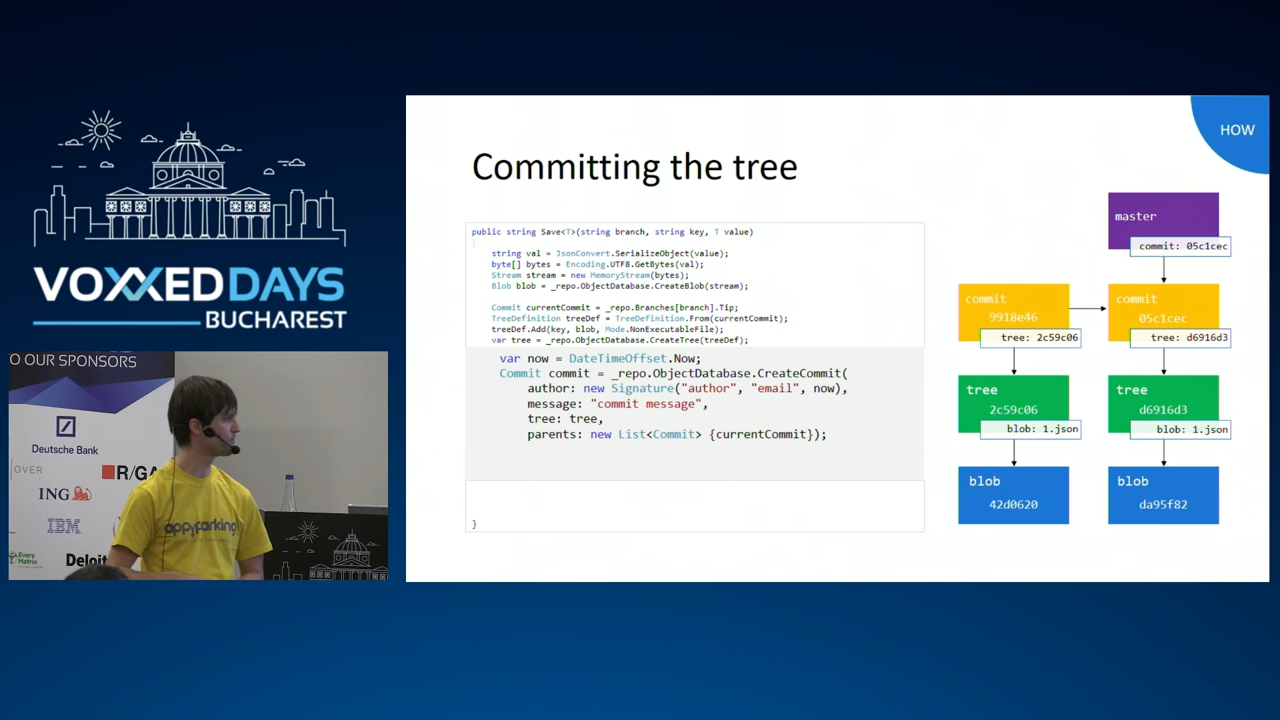 VOXXEDDAYS
BUCHAREST
O OUR SPONSORS
Deutsche Bank
OVER
R/GA
ING
IBM
Every
Matrix
Deloit
appyparking
HOW
Committing the tree
public string Save<T>(string branch, string key, T value)
{
string val = JsonConvert.SerializeObject(value);
byte[] bytes = Encoding.UTF8.GetBytes(val);
Stream stream = new MemoryStream(bytes);
Blob blob = _repo.ObjectDatabase.CreateBlob(stream);
Commit currentCommit = _repo.Branches[branch].Tip;
TreeDefinition treeDef = TreeDefinition.From(currentCommit);
treeDef.Add(key, blob, Mode.NonExecutableFile);
var tree = _repo.ObjectDatabase.CreateTree(treeDef);
var now = DateTimeOffset.Now;
Commit commit = _repo.ObjectDatabase.CreateCommit(
author: new Signature("author", "email", now),
message: "commit message",
tree: tree,
parents: new List<Commit> {currentCommit});
}
master
commit: 05c1cec
commit
9918e46
tree: 2c59c06
commit
05c1cec
tree: d6916d3
tree
2c59c06
blob: 1.json
tree
d6916d3
blob: 1.json
blob
42d0620
blob
da95f82